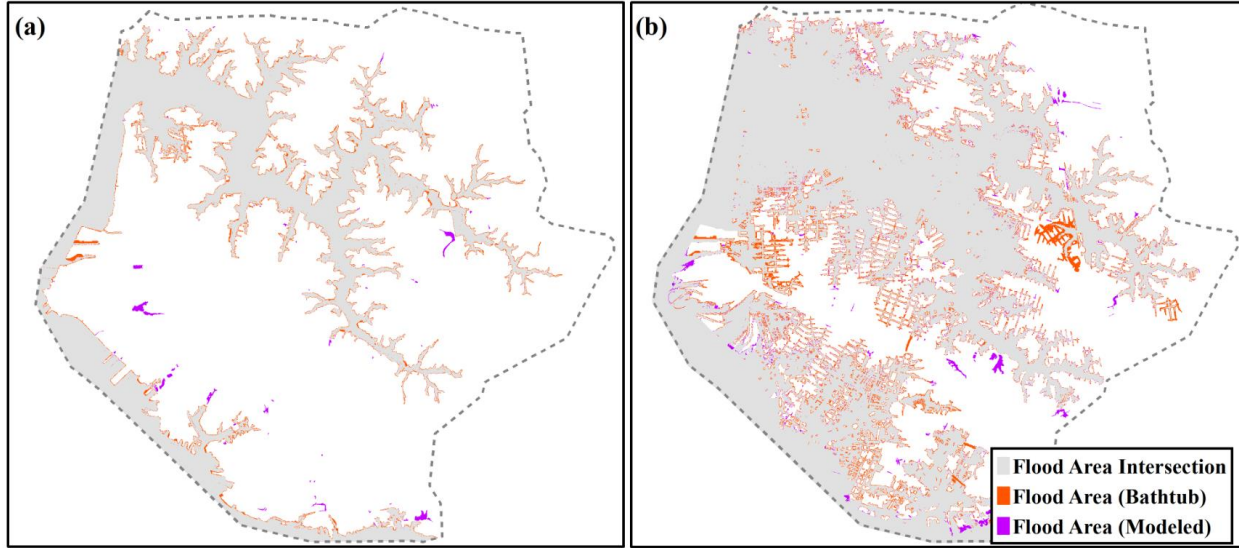 (a)
(b)
Flood Area Intersection
Flood Area (Bathtub)
Flood Area (Modeled)